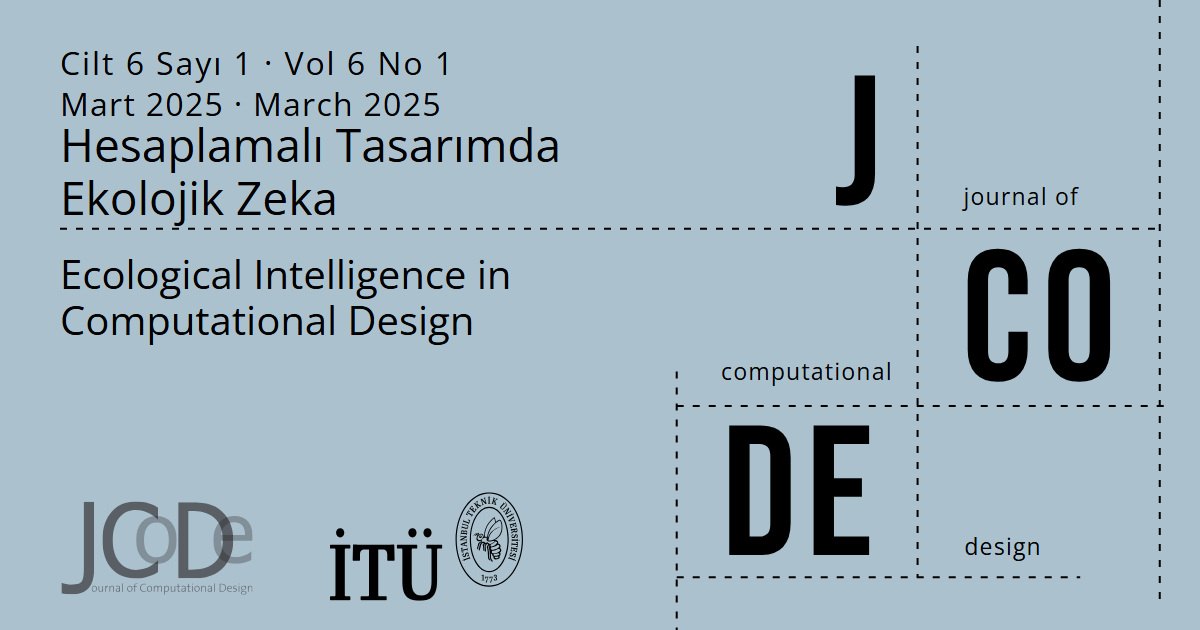 Cilt 6 Sayı 1 · Vol 6 No 1
Mart 2025 · March 2025
Hesaplamalı Tasarımda
Ekolojik Zeka
Ecological Intelligence in
Computational Design
J
journal of
CO
computational
DE
design
JCoDe
Journal of Computational Design
İTÜ
İSTANBUL TEKNİK ÜNİVERSİTESİ
1773